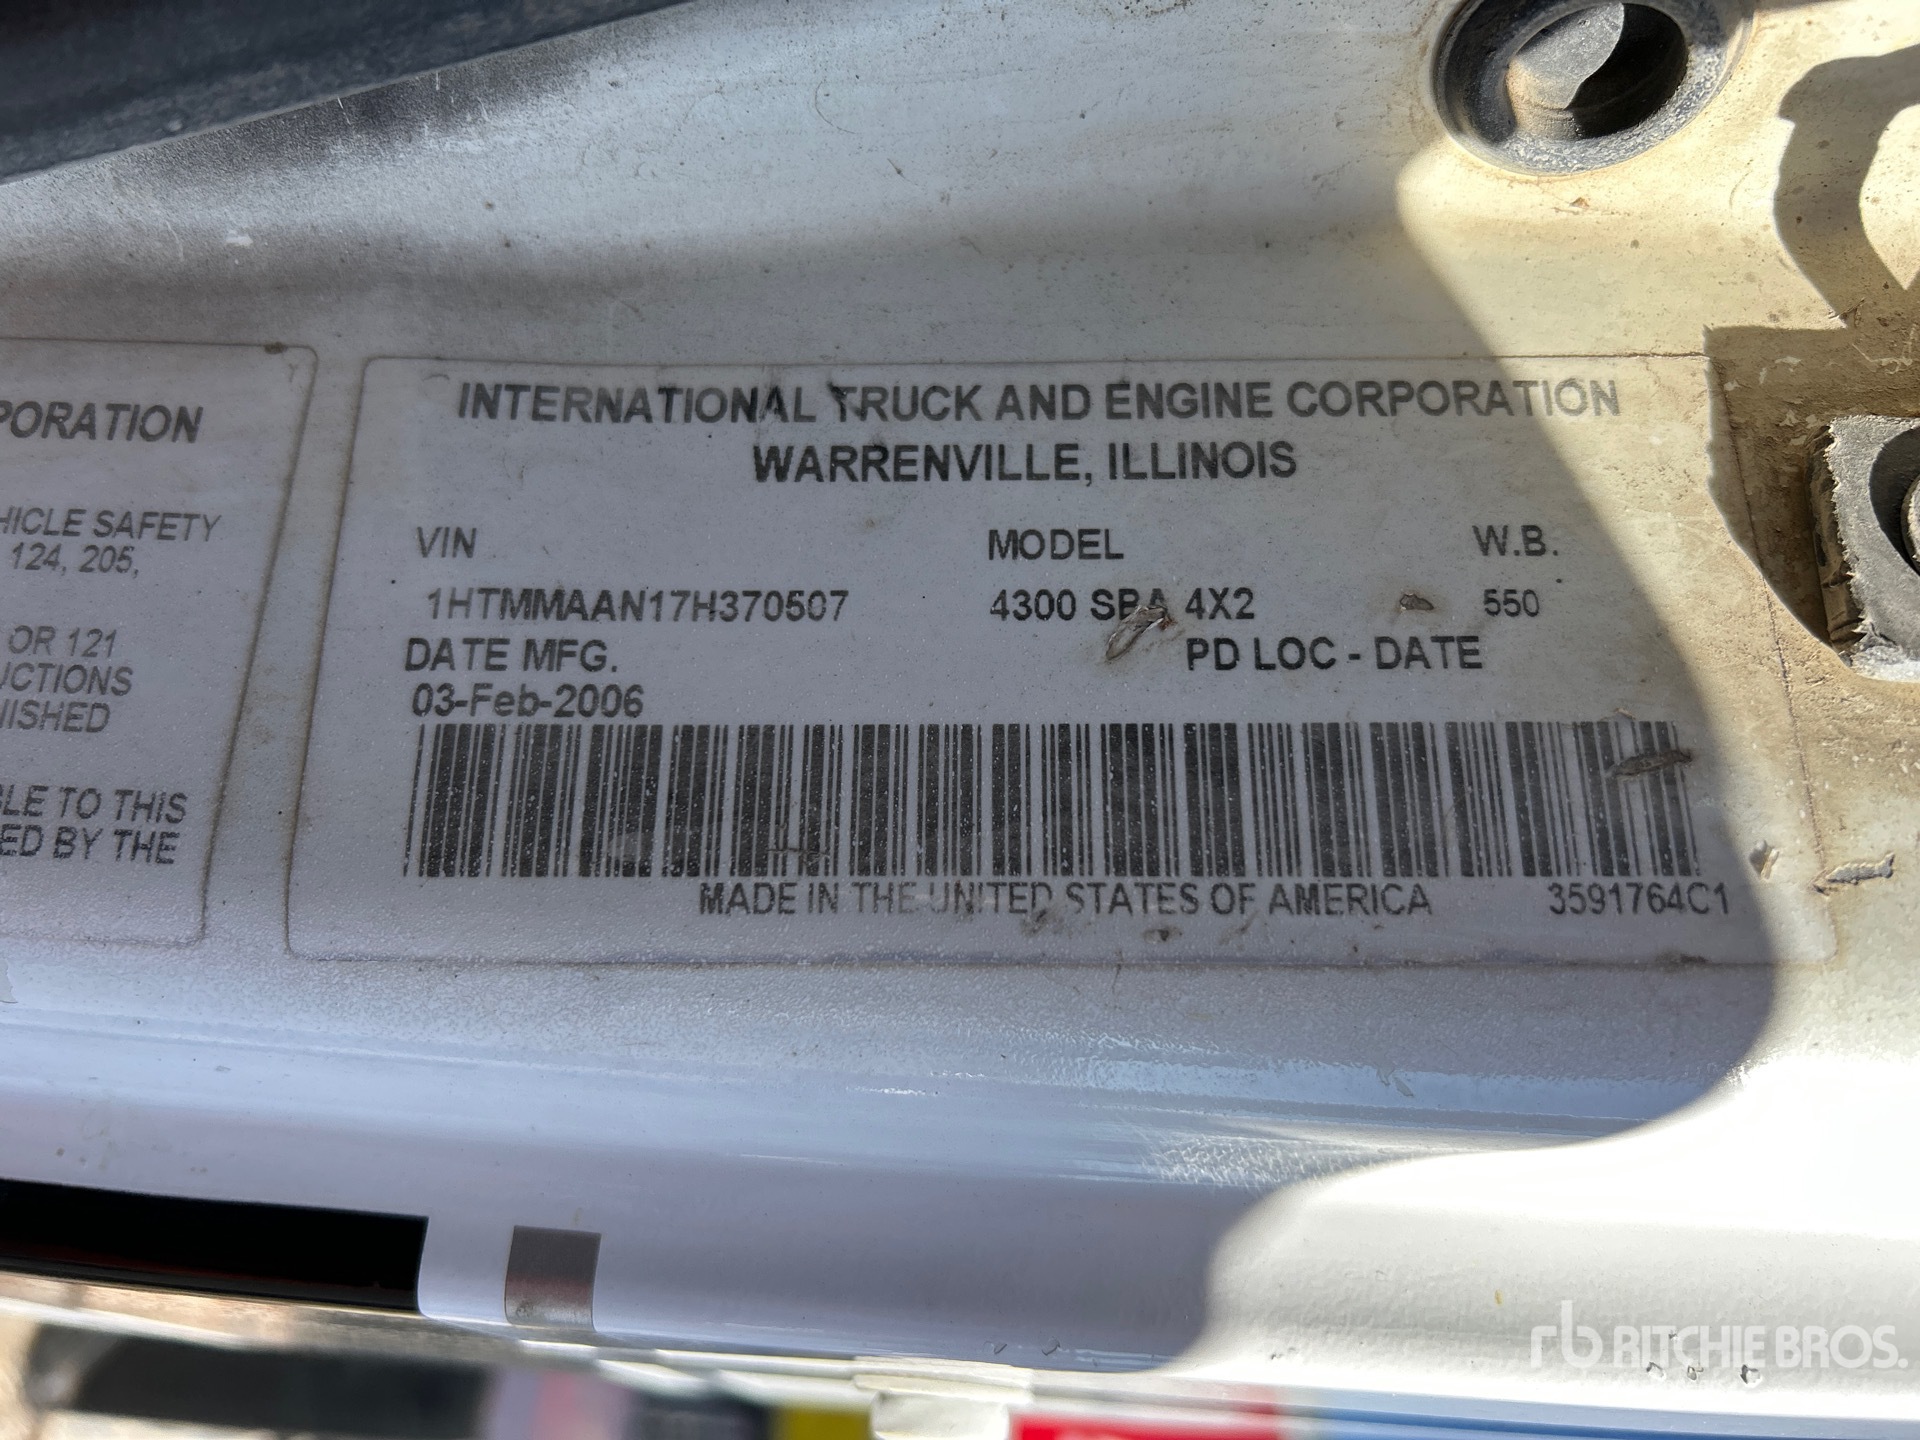 PORATION
HICLE SAFETY
124, 205,
OR 121
UCTIONS
NISHED
LE TO THIS
ED BY THE
INTERNATIONAL TRUCK AND ENGINE CORPORATION
WARRENVILLE, ILLINOIS
VIN MODEL W.B.
1HTMMAAN17H370507 4300 SBA 4X2 550
DATE MFG. PD LOC - DATE
03-Feb-2006
MADE IN THE UNITED STATES OF AMERICA 3591764C1
rb RITCHIE BROS.